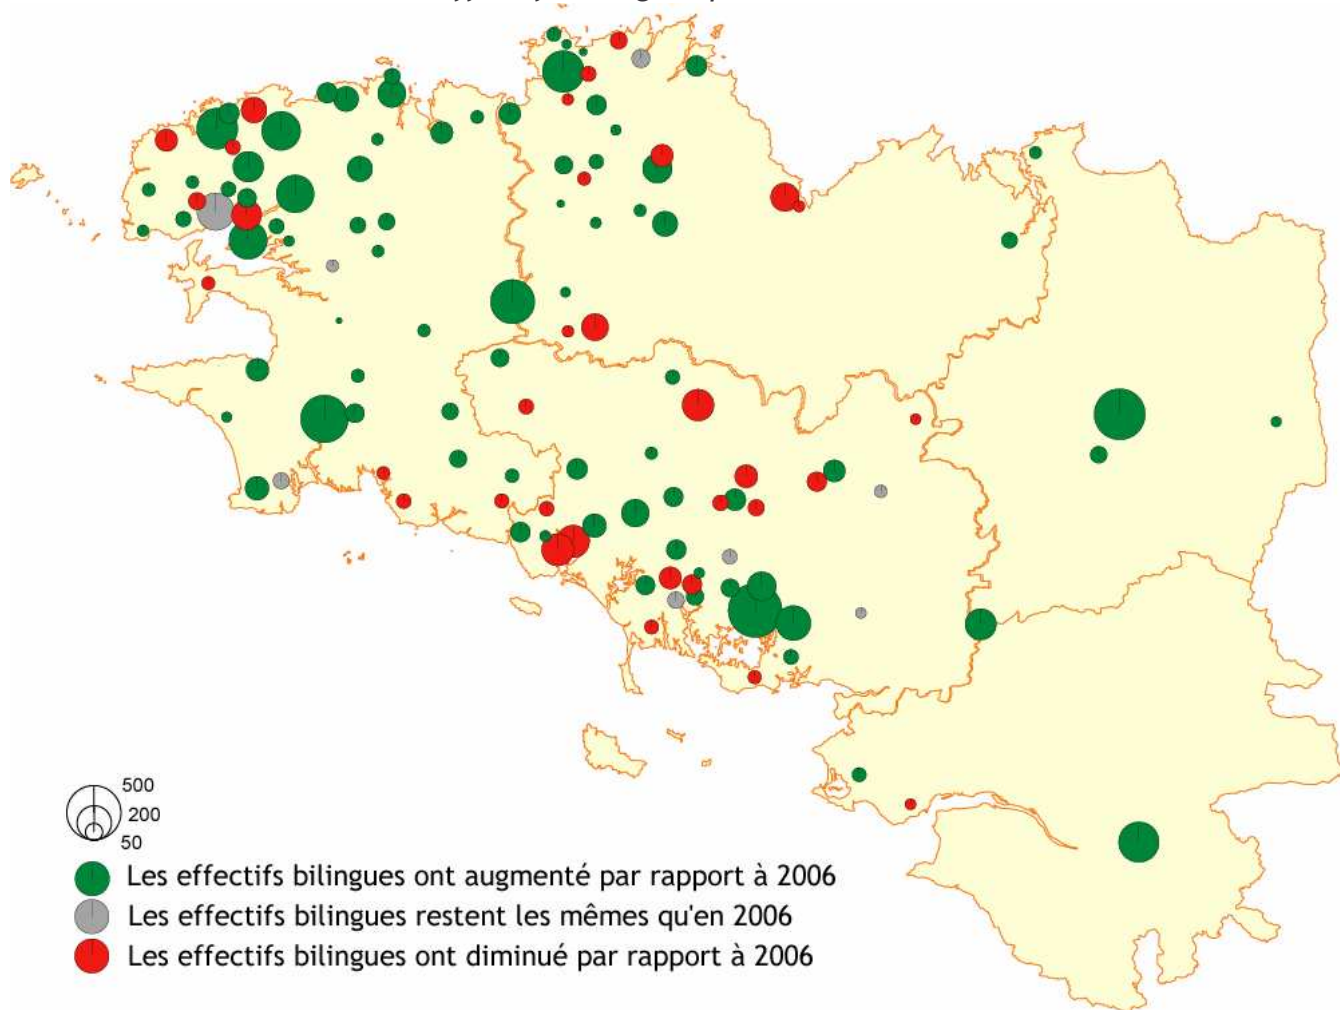 500
200
50
Les effectifs bilingues ont augmenté par rapport à 2006
Les effectifs bilingues restent les mêmes qu'en 2006
Les effectifs bilingues ont diminué par rapport à 2006